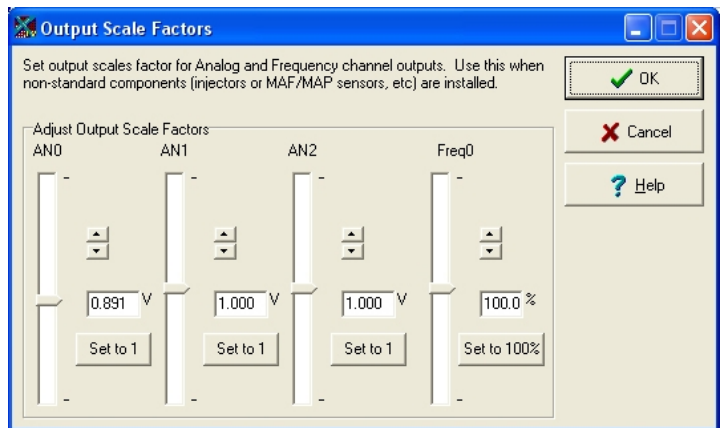 Output Scale Factors
Set output scales factor for Analog and Frequency channel outputs. Use this when
non-standard components (injectors or MAF/MAP sensors, etc) are installed.
OK
Cancel
Help
Adjust Output Scale Factors
AN0 AN1 AN2 Freq0
0.891 V 1.000 V 1.000 V 100.0 %
Set to 1 Set to 1 Set to 1 Set to 100%